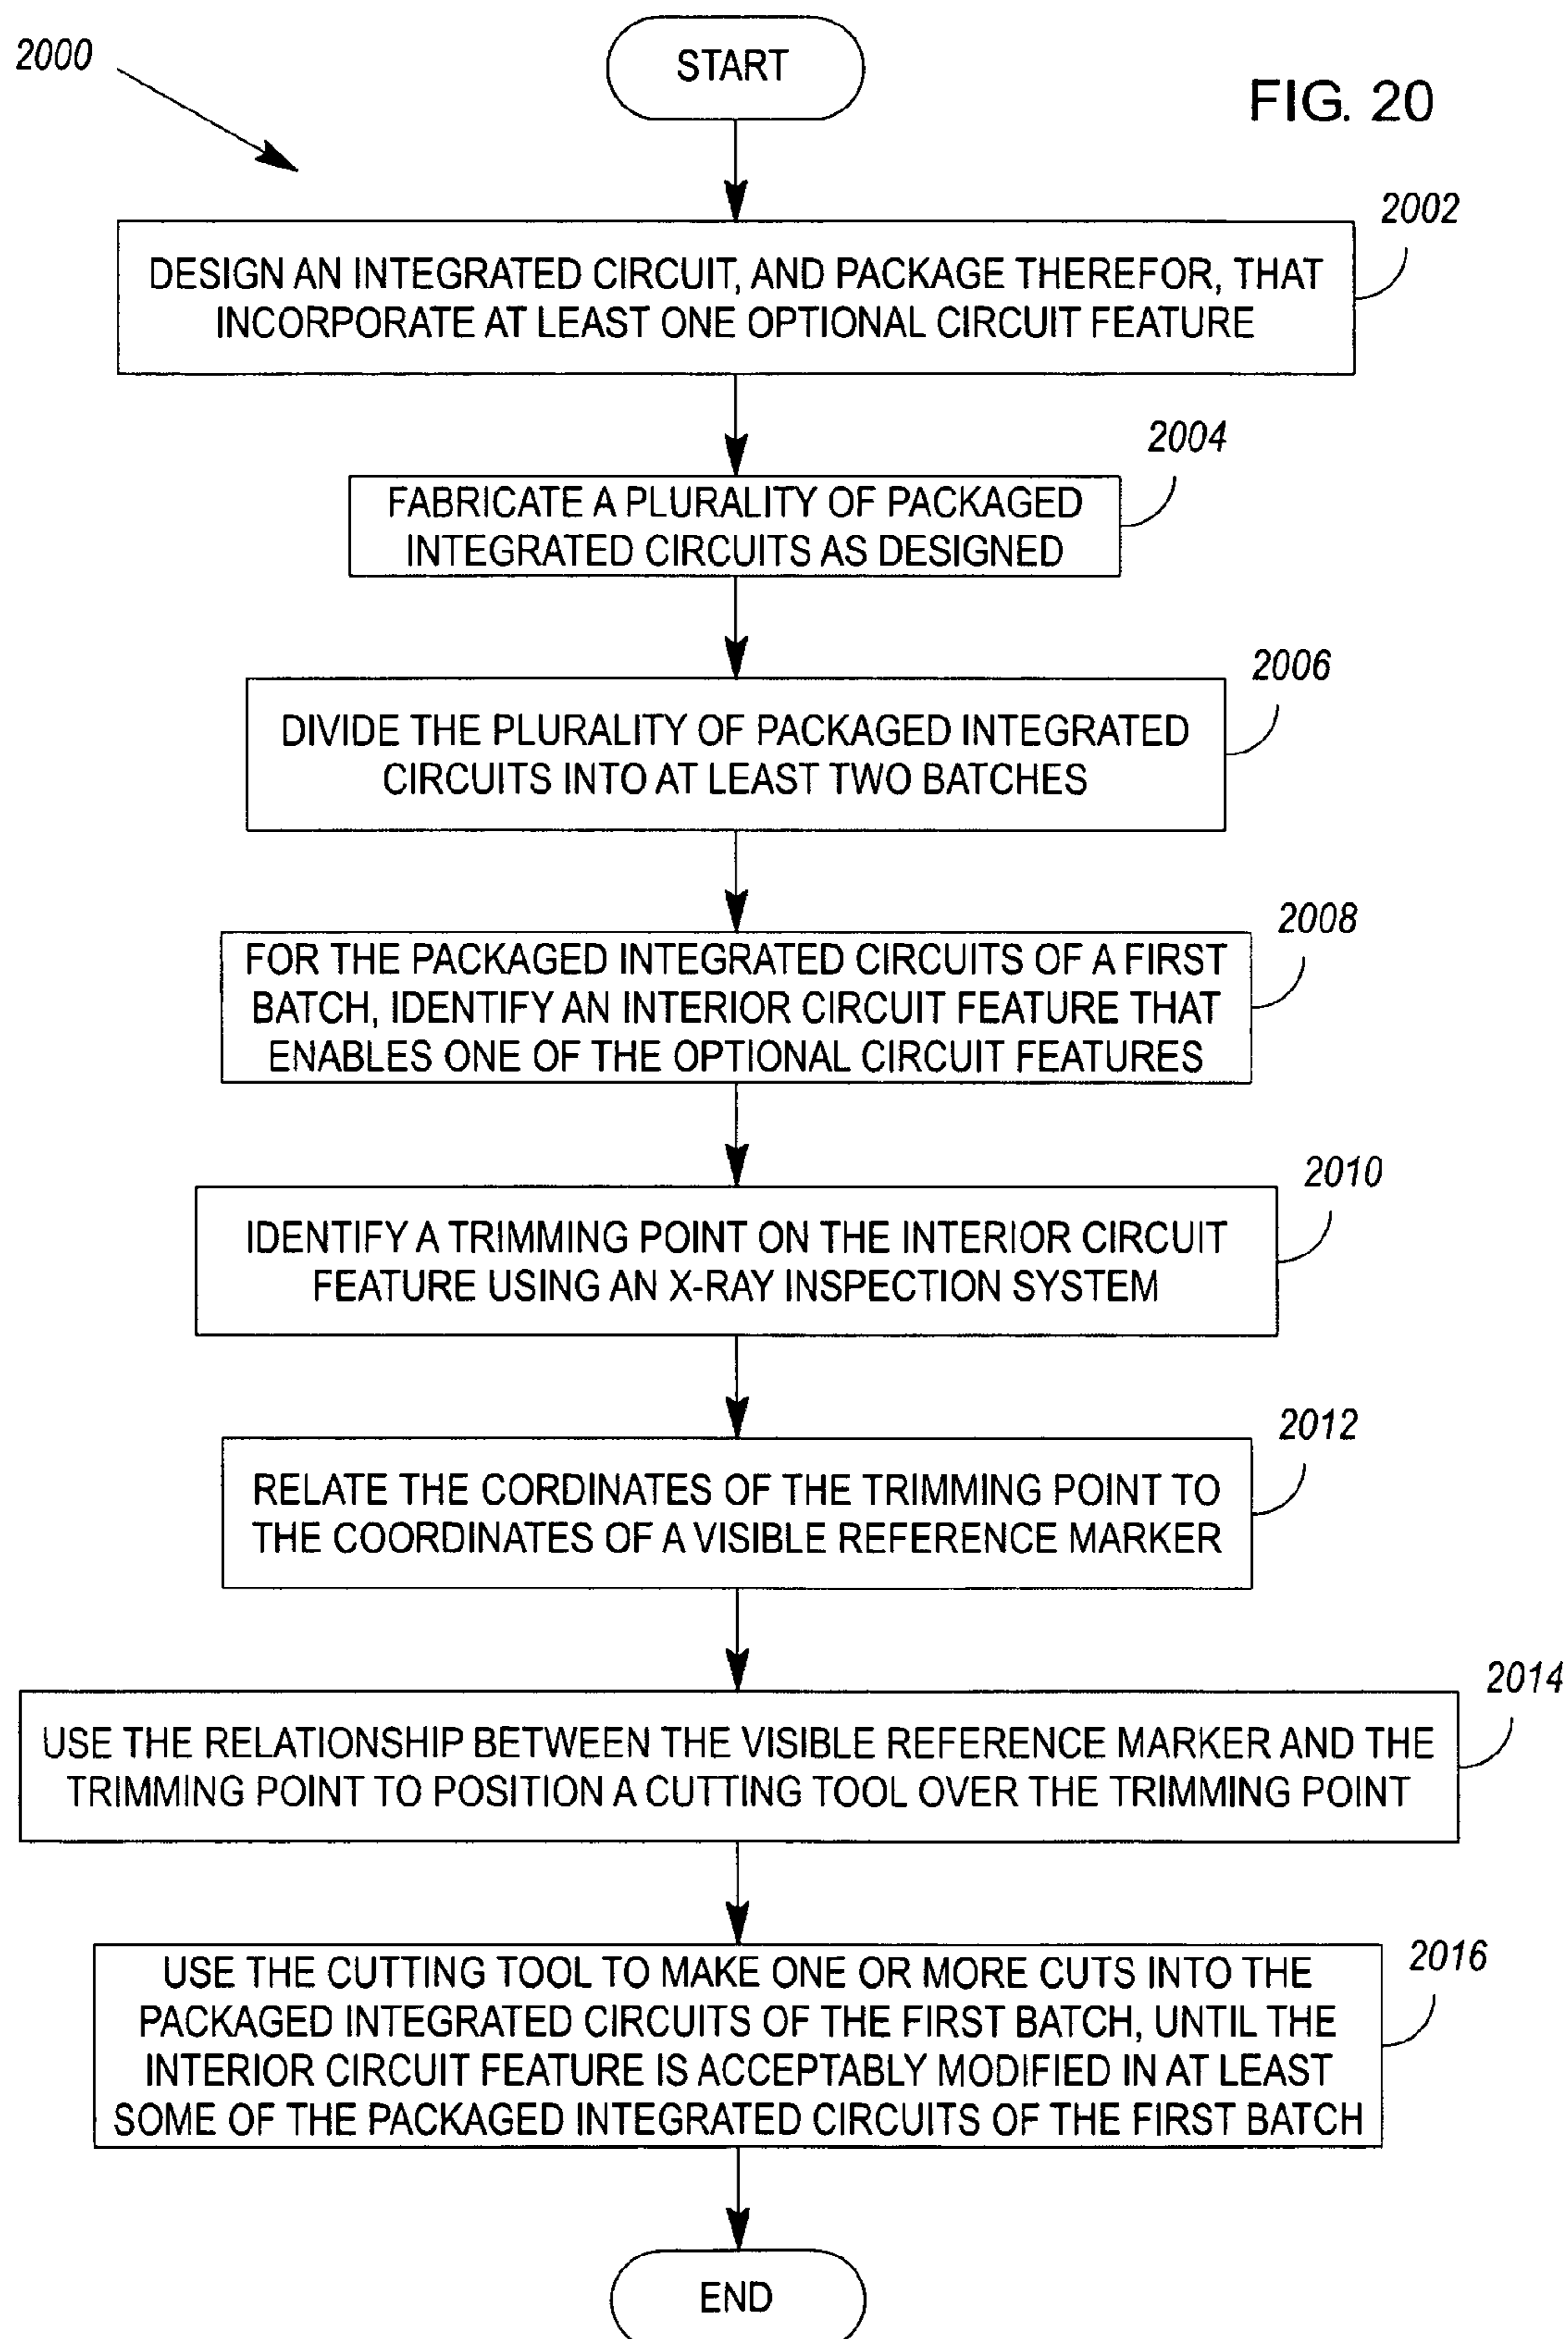 2000
START
FIG. 20
2002
DESIGN AN INTEGRATED CIRCUIT, AND PACKAGE THEREFOR, THAT
INCORPORATE AT LEAST ONE OPTIONAL CIRCUIT FEATURE
2004
FABRICATE A PLURALITY OF PACKAGED
INTEGRATED CIRCUITS AS DESIGNED
2006
DIVIDE THE PLURALITY OF PACKAGED INTEGRATED
CIRCUITS INTO AT LEAST TWO BATCHES
2008
FOR THE PACKAGED INTEGRATED CIRCUITS OF A FIRST
BATCH, IDENTIFY AN INTERIOR CIRCUIT FEATURE THAT
ENABLES ONE OF THE OPTIONAL CIRCUIT FEATURES
2010
IDENTIFY A TRIMMING POINT ON THE INTERIOR CIRCUIT
FEATURE USING AN X-RAY INSPECTION SYSTEM
2012
RELATE THE CORDINATES OF THE TRIMMING POINT TO
THE COORDINATES OF A VISIBLE REFERENCE MARKER
2014
USE THE RELATIONSHIP BETWEEN THE VISIBLE REFERENCE MARKER AND THE
TRIMMING POINT TO POSITION A CUTTING TOOL OVER THE TRIMMING POINT
2016
USE THE CUTTING TOOL TO MAKE ONE OR MORE CUTS INTO THE
PACKAGED INTEGRATED CIRCUITS OF THE FIRST BATCH, UNTIL THE
INTERIOR CIRCUIT FEATURE IS ACCEPTABLY MODIFIED IN AT LEAST
SOME OF THE PACKAGED INTEGRATED CIRCUITS OF THE FIRST BATCH
END